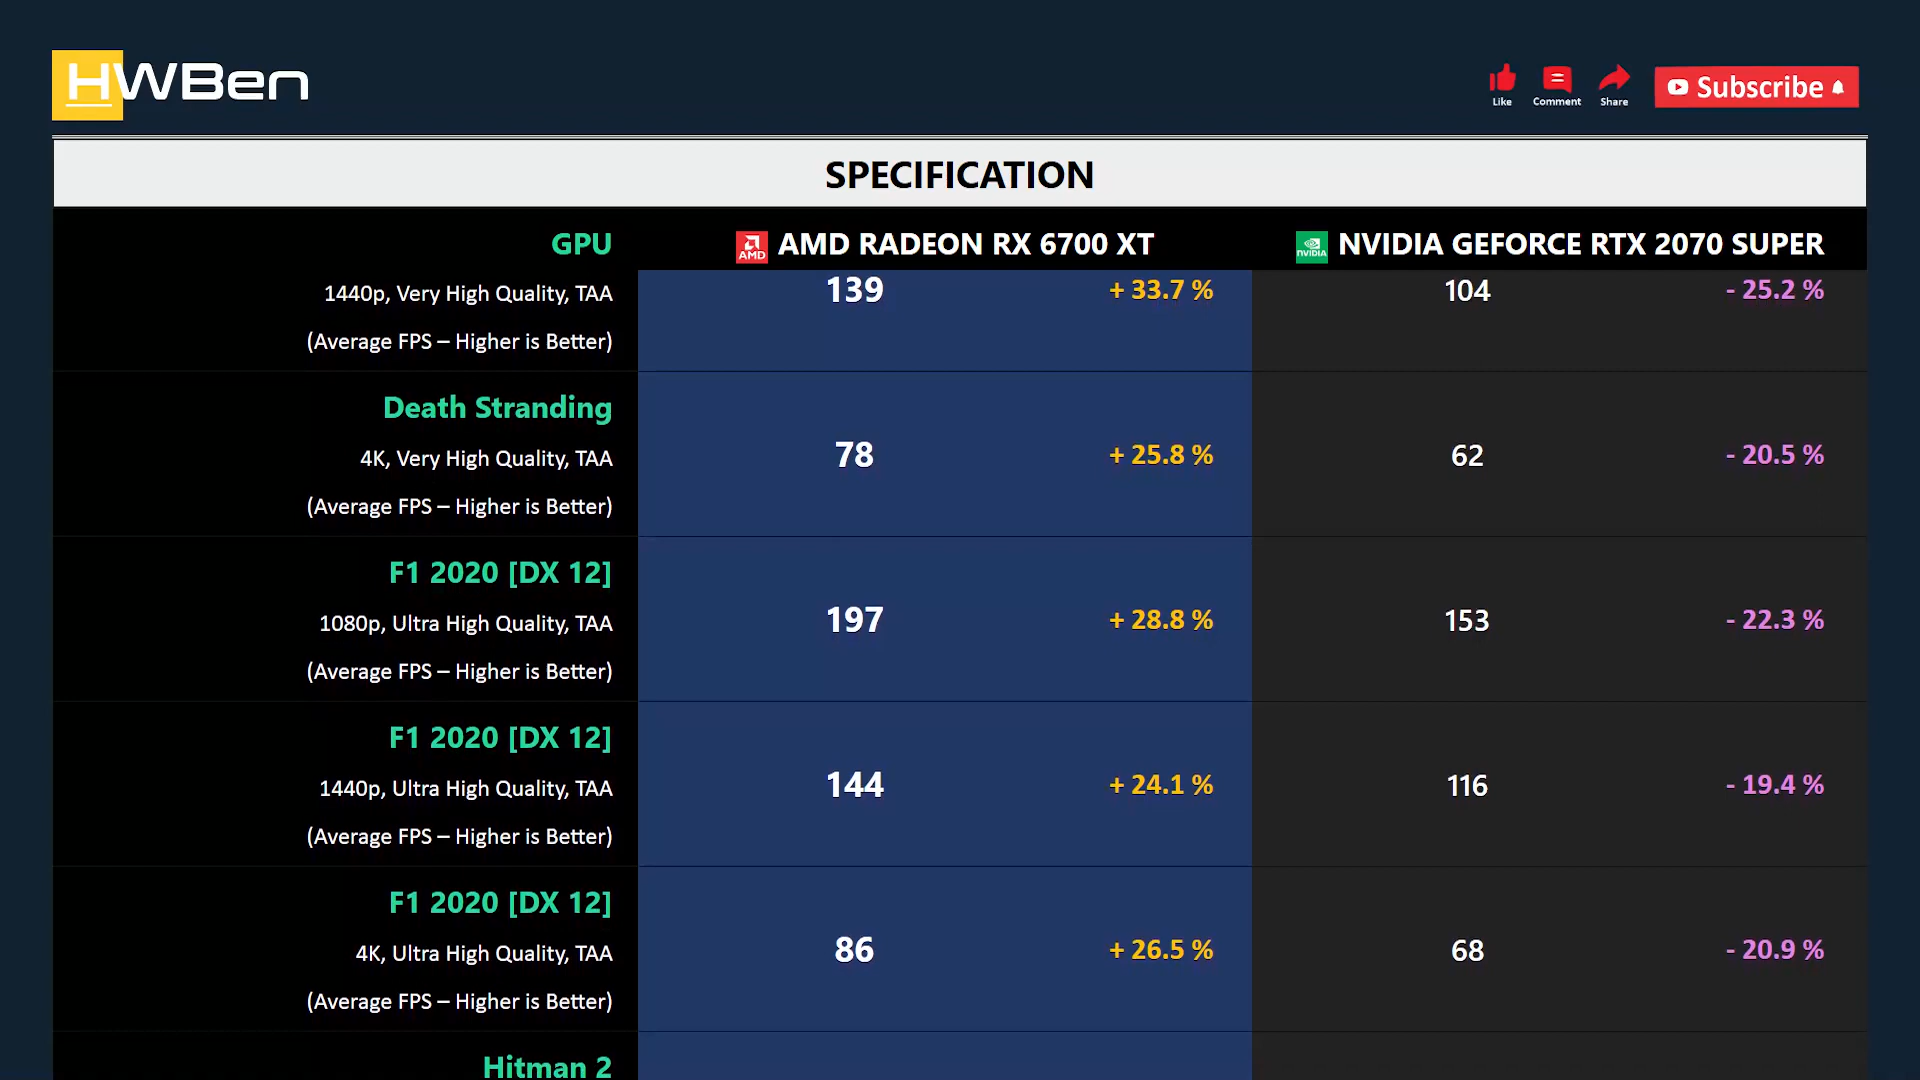 HWBen
Like
Comment
Share
Subscribe
SPECIFICATION
GPU
AMD
AMD RADEON RX 6700 XT
NVIDIA
NVIDIA GEFORCE RTX 2070 SUPER
1440p, Very High Quality, TAA
(Average FPS – Higher is Better)
139 + 33.7 % 104 - 25.2 %
Death Stranding
4K, Very High Quality, TAA
(Average FPS – Higher is Better)
78 + 25.8 % 62 - 20.5 %
F1 2020 [DX 12]
1080p, Ultra High Quality, TAA
(Average FPS – Higher is Better)
197 + 28.8 % 153 - 22.3 %
F1 2020 [DX 12]
1440p, Ultra High Quality, TAA
(Average FPS – Higher is Better)
144 + 24.1 % 116 - 19.4 %
F1 2020 [DX 12]
4K, Ultra High Quality, TAA
(Average FPS – Higher is Better)
86 + 26.5 % 68 - 20.9 %
Hitman 2